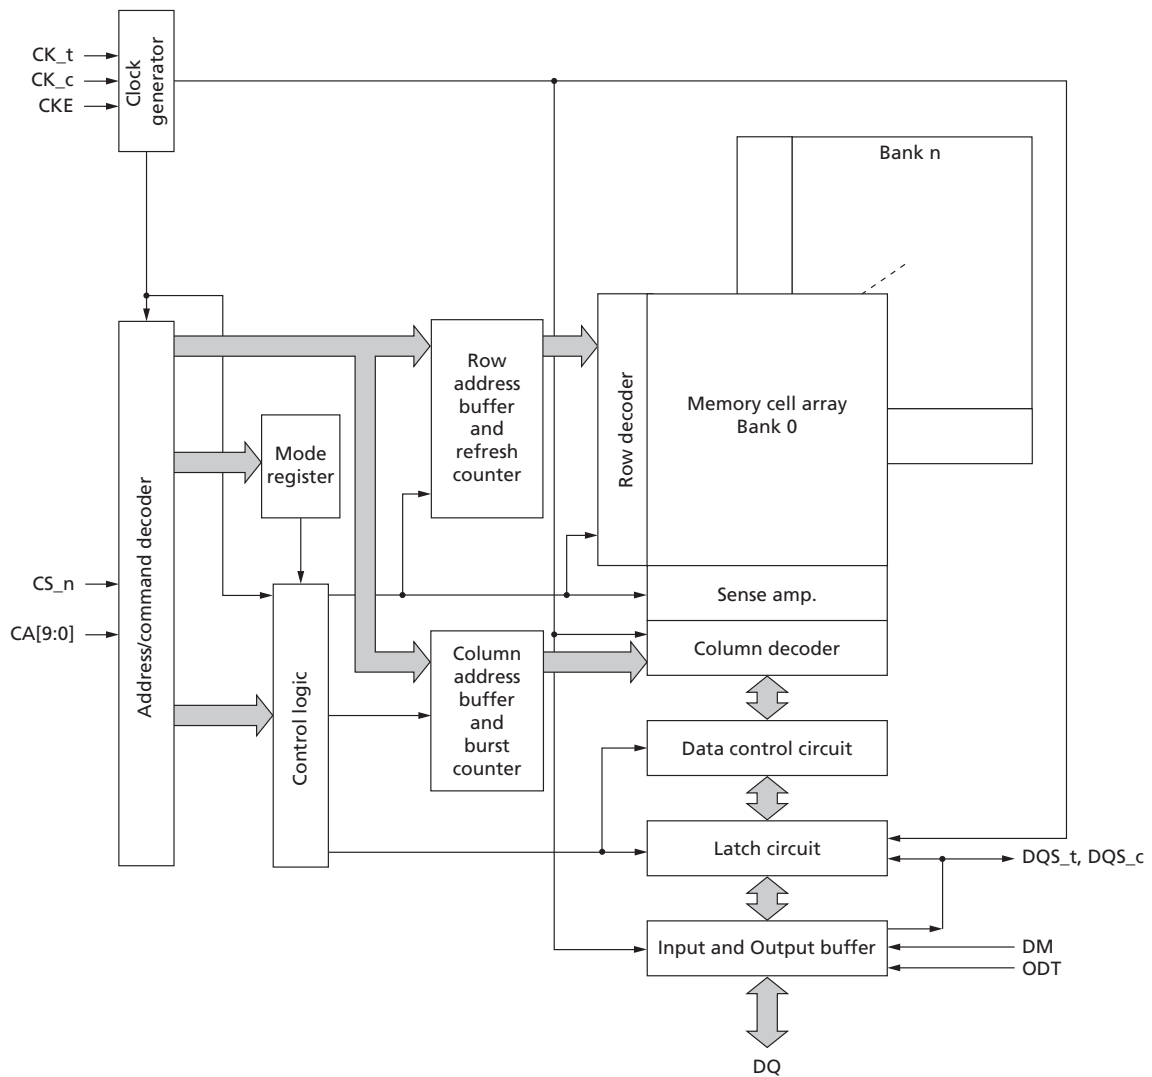 CK_t
CK_c
CKE
Clock
generator
Bank n
Row
address
buffer
and
refresh
counter
Row decoder
Memory cell array
Bank 0
Mode
register
Address/command decoder
CS_n
CA[9:0]
Sense amp.
Column decoder
Control logic
Column
address
buffer
and
burst
counter
Data control circuit
Latch circuit
DQS_t, DQS_c
Input and Output buffer
DM
ODT
DQ